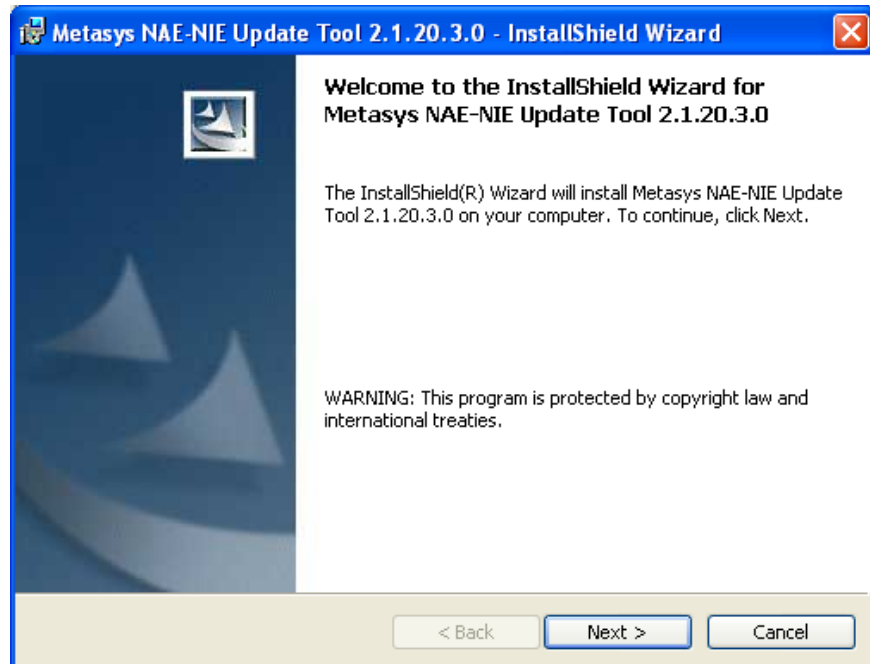 Metasys NAE-NIE Update Tool 2.1.20.3.0 - InstallShield Wizard
Welcome to the InstallShield Wizard for
Metasys NAE-NIE Update Tool 2.1.20.3.0
The InstallShield(R) Wizard will install Metasys NAE-NIE Update
Tool 2.1.20.3.0 on your computer. To continue, click Next.
WARNING: This program is protected by copyright law and
international treaties.
< Back Next > Cancel